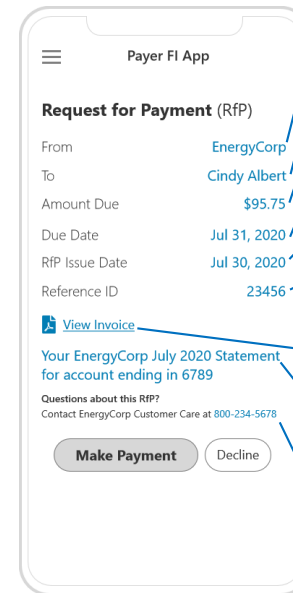 Payer FI App
Request for Payment (RfP)
From EnergyCorp
To Cindy Albert
Amount Due $95.75
Due Date Jul 31, 2020
RfP Issue Date Jul 30, 2020
Reference ID 23456
View Invoice
Your EnergyCorp July 2020 Statement
for account ending in 6789
Questions about this RfP?
Contact EnergyCorp Customer Care at 800-234-5678
Make Payment Decline